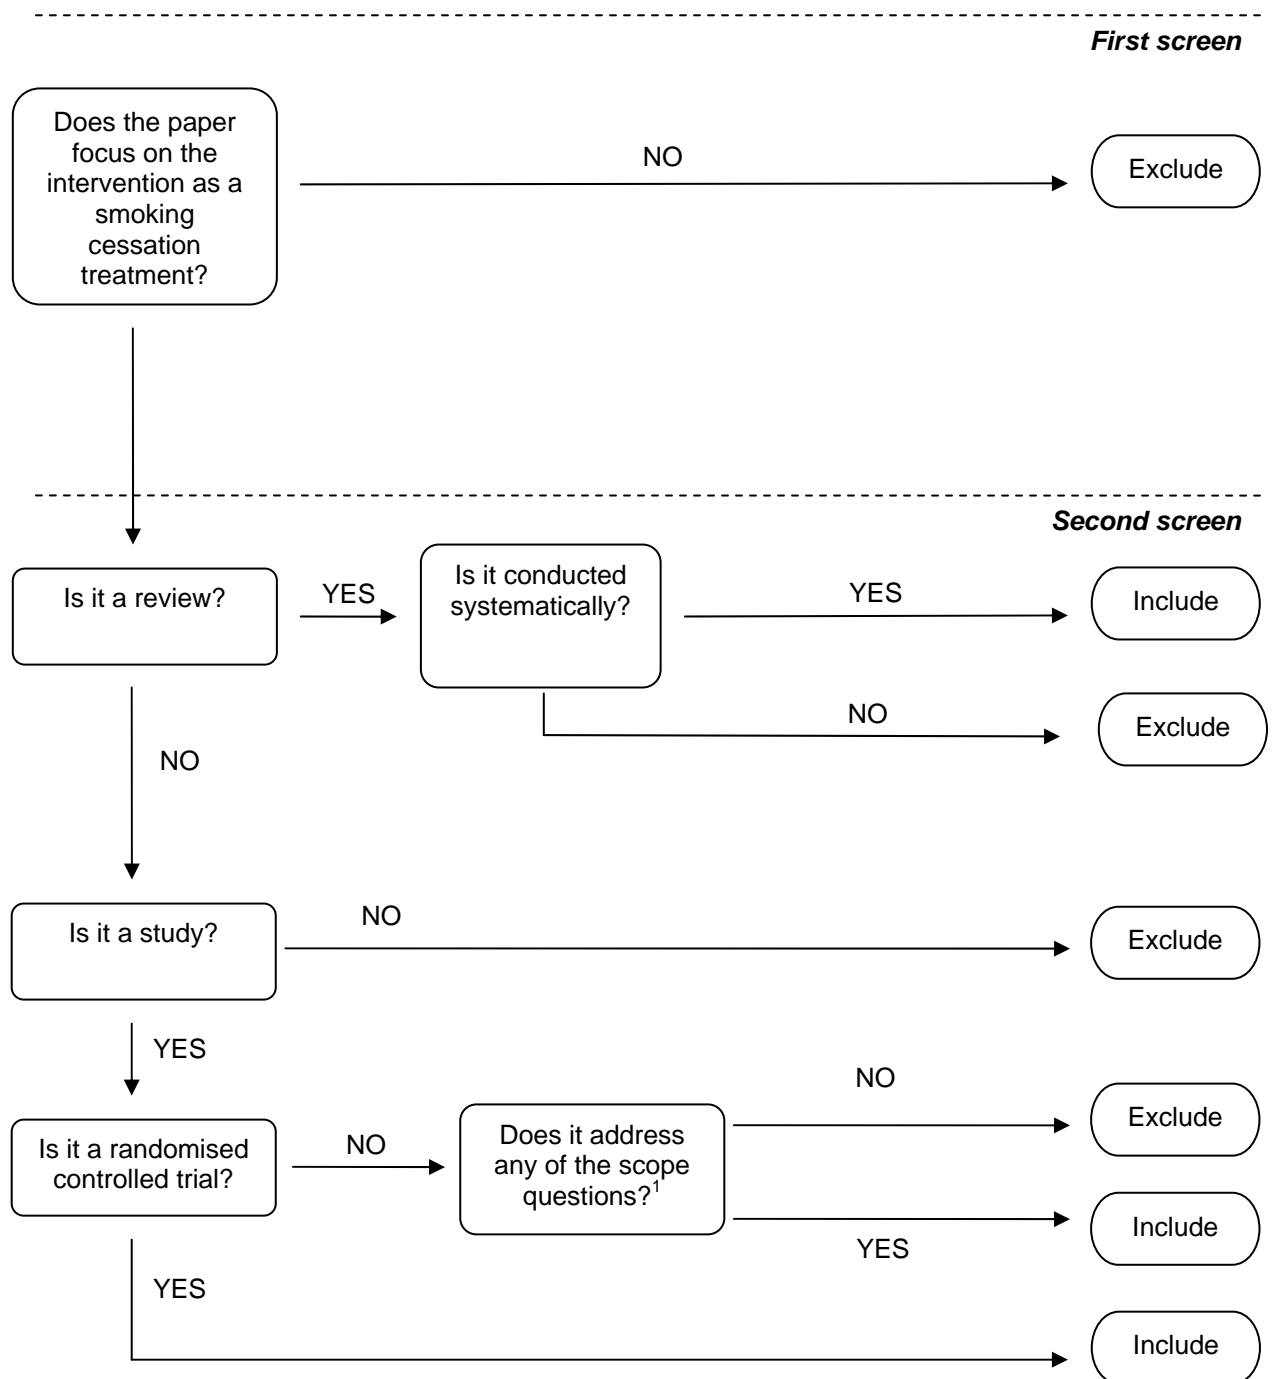 First screen
Does the paper
focus on the
intervention as a
smoking
cessation
treatment?
NO
Exclude
Second screen
Is it a review?
YES
Is it conducted
systematically?
YES
Include
NO
Exclude
NO
Is it a study?
NO
Exclude
YES
Is it a randomised
controlled trial?
NO
Does it address
any of the scope
questions?¹
NO
Exclude
YES
Include
YES
Include